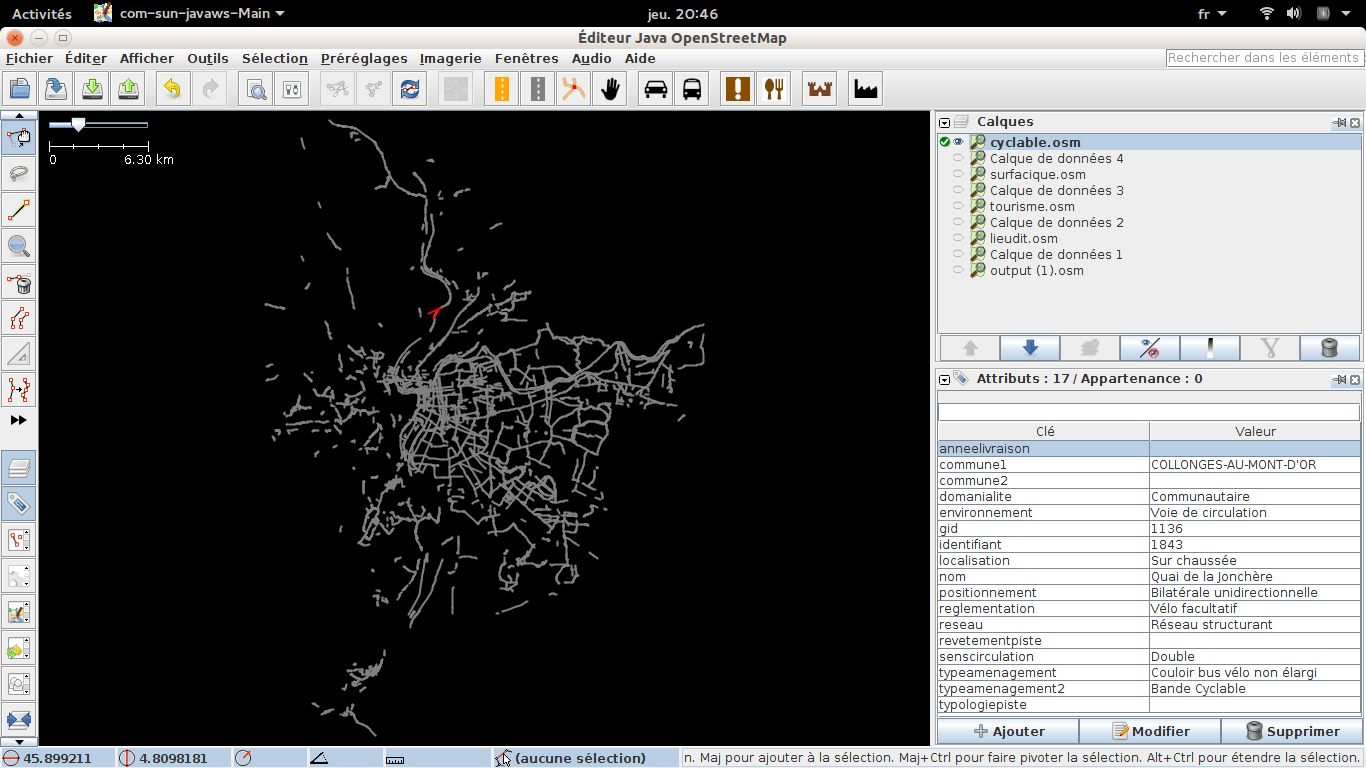 Activités com-sun-javaws-Main jeu. 20:46 fr
Éditeur Java OpenStreetMap
Fichier Éditer Afficher Outils Sélection Préréglages Imagerie Fenêtres Audio Aide Rechercher dans les éléments
0 6.30 km
Calques
cyclable.osm
Calque de données 4
surfacique.osm
Calque de données 3
tourisme.osm
Calque de données 2
lieudit.osm
Calque de données 1
output (1).osm
Attributs : 17 / Appartenance : 0
Clé Valeur
anneelivraison
commune1 COLLONGES-AU-MONT-D'OR
commune2
domanialite Communautaire
environnement Voie de circulation
gid 1136
identifiant 1843
localisation Sur chaussée
nom Quai de la Jonchère
positionnement Bilatérale unidirectionnelle
reglementation Vélo facultatif
reseau Réseau structurant
revetementpiste
senscirculation Double
typeamenagement Couloir bus vélo non élargi
typeamenagement2 Bande Cyclable
typologiepiste
Ajouter Modifier Supprimer
45.899211 4.8098181 (aucune sélection) n. Maj pour ajouter à la sélection. Maj+Ctrl pour faire pivoter la sélection. Alt+Ctrl pour étendre la sélection.